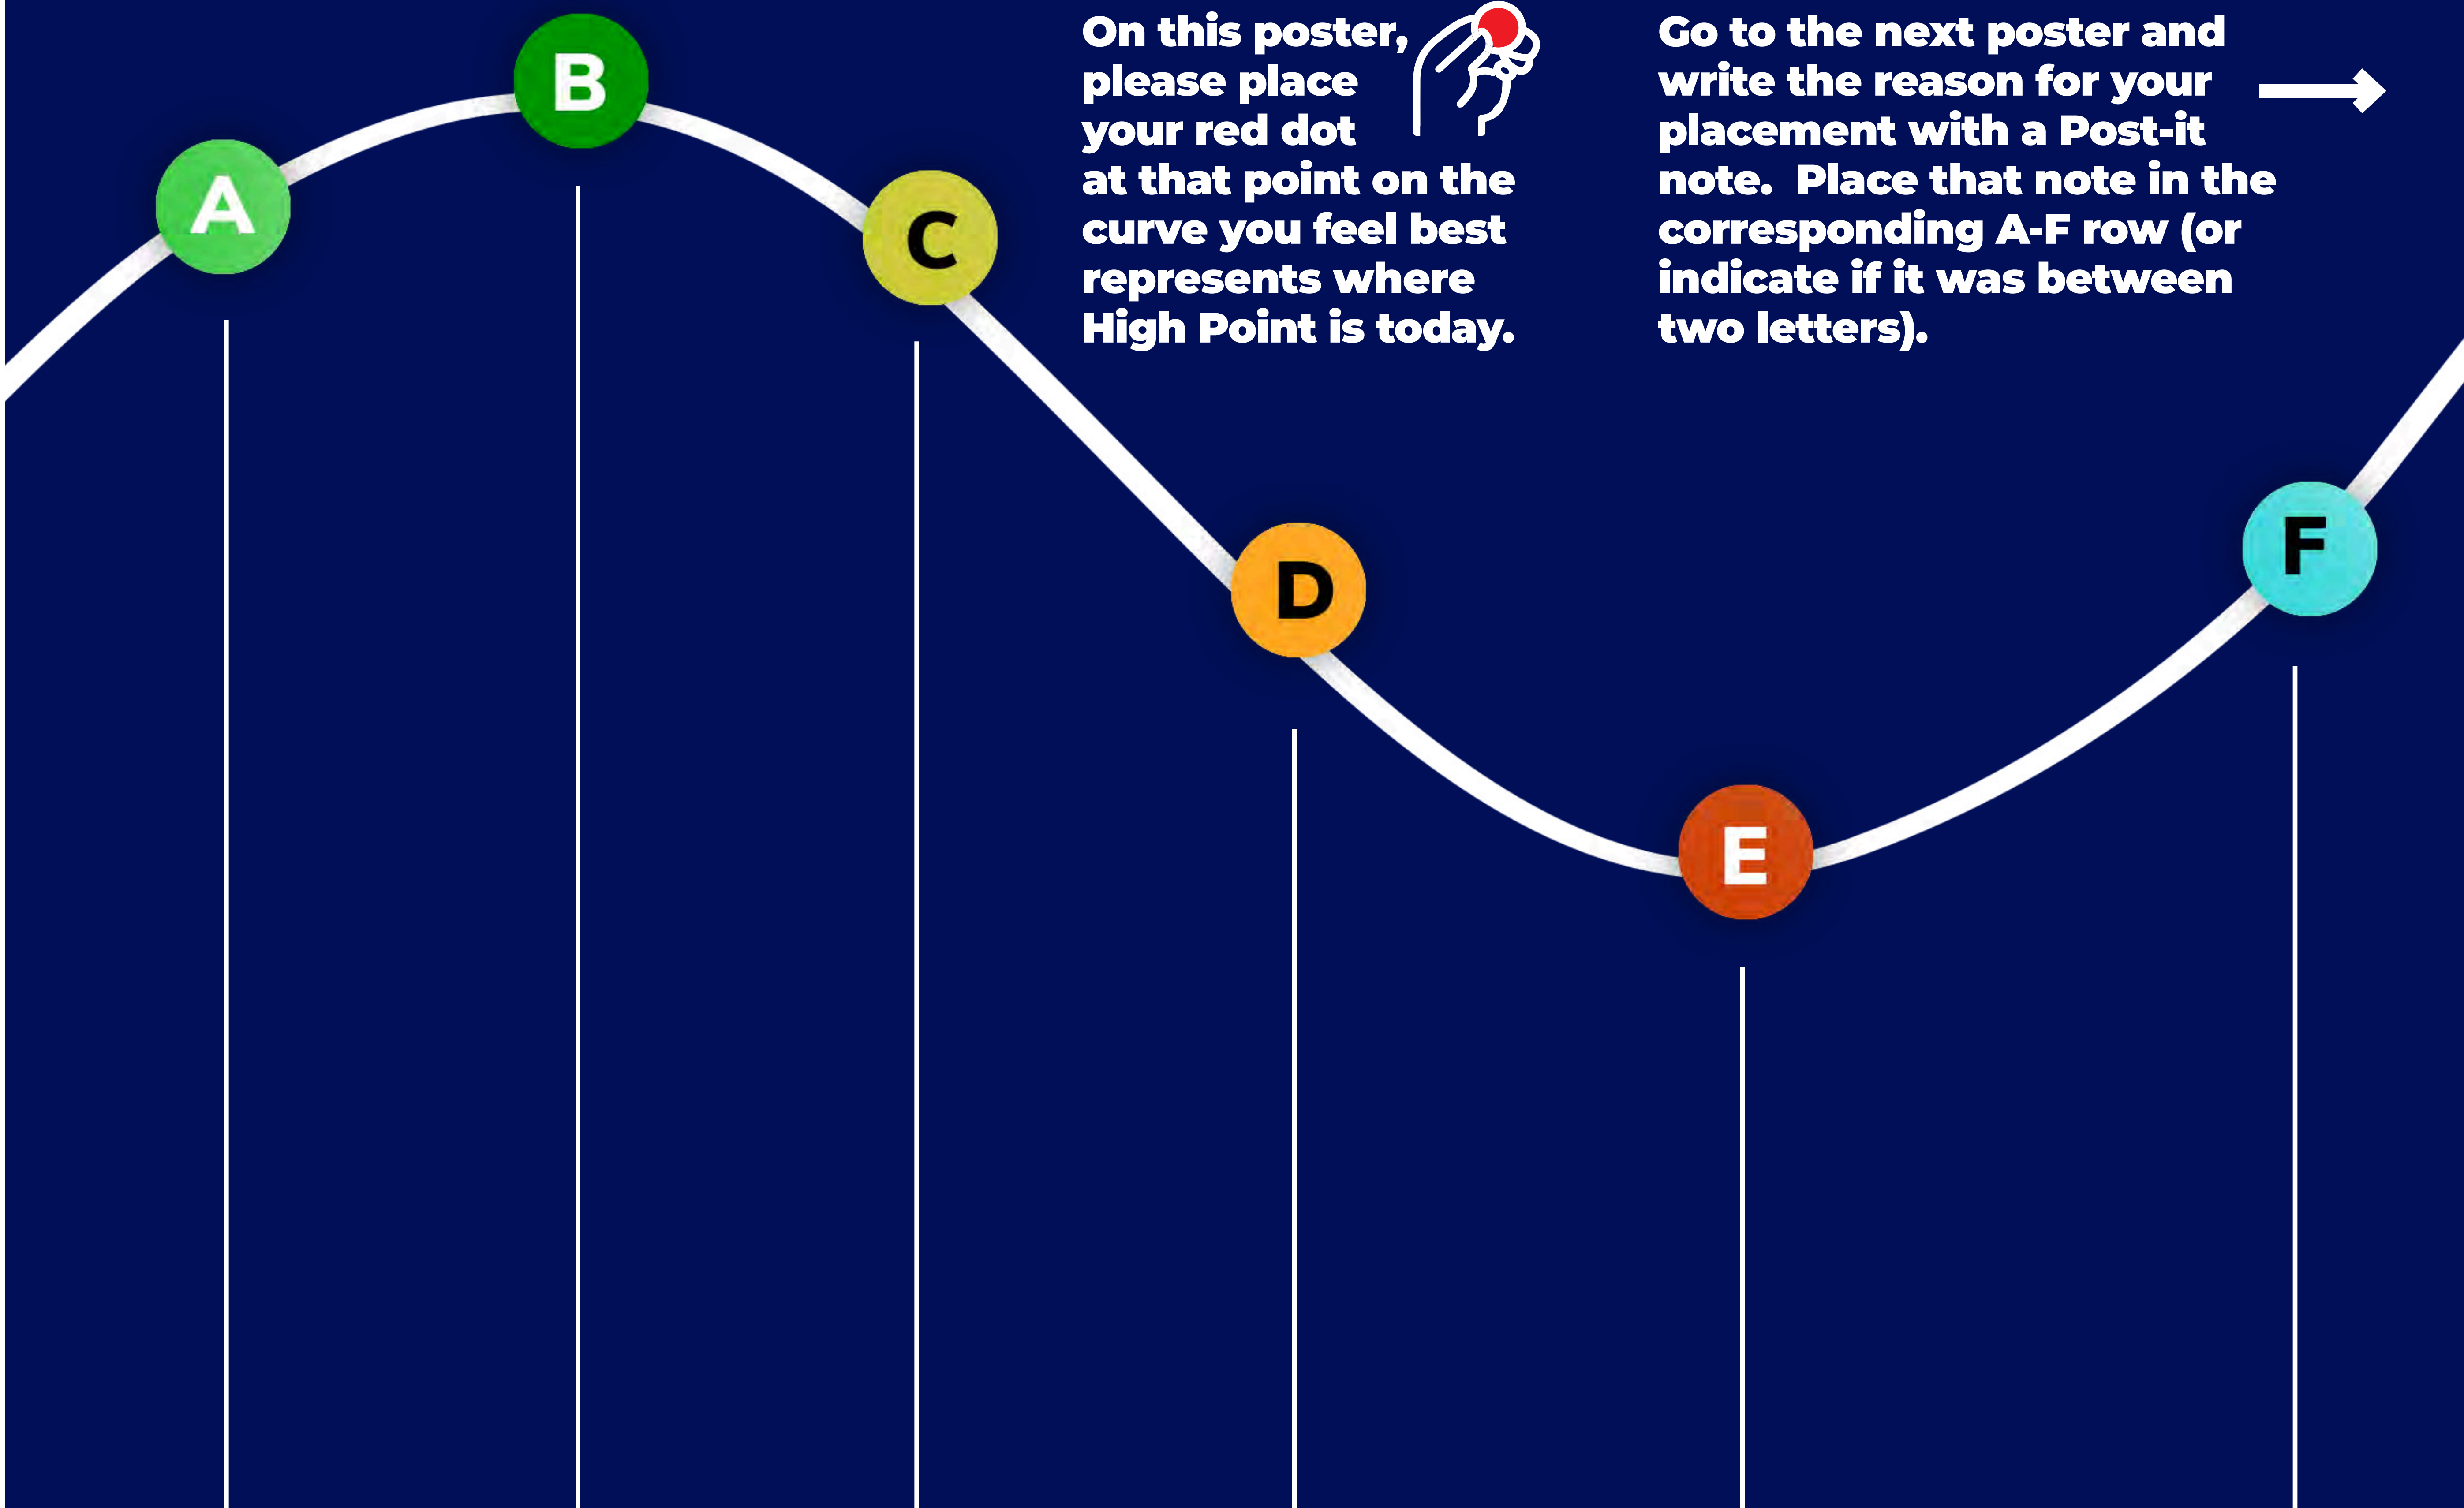 A
B
C
D
E
F
On this poster,
please place
your red dot
at that point on the
curve you feel best
represents where
High Point is today.
Go to the next poster and
write the reason for your
placement with a Post-it
note.  Place that note in the
corresponding A-F row (or
indicate if it was between
two letters).